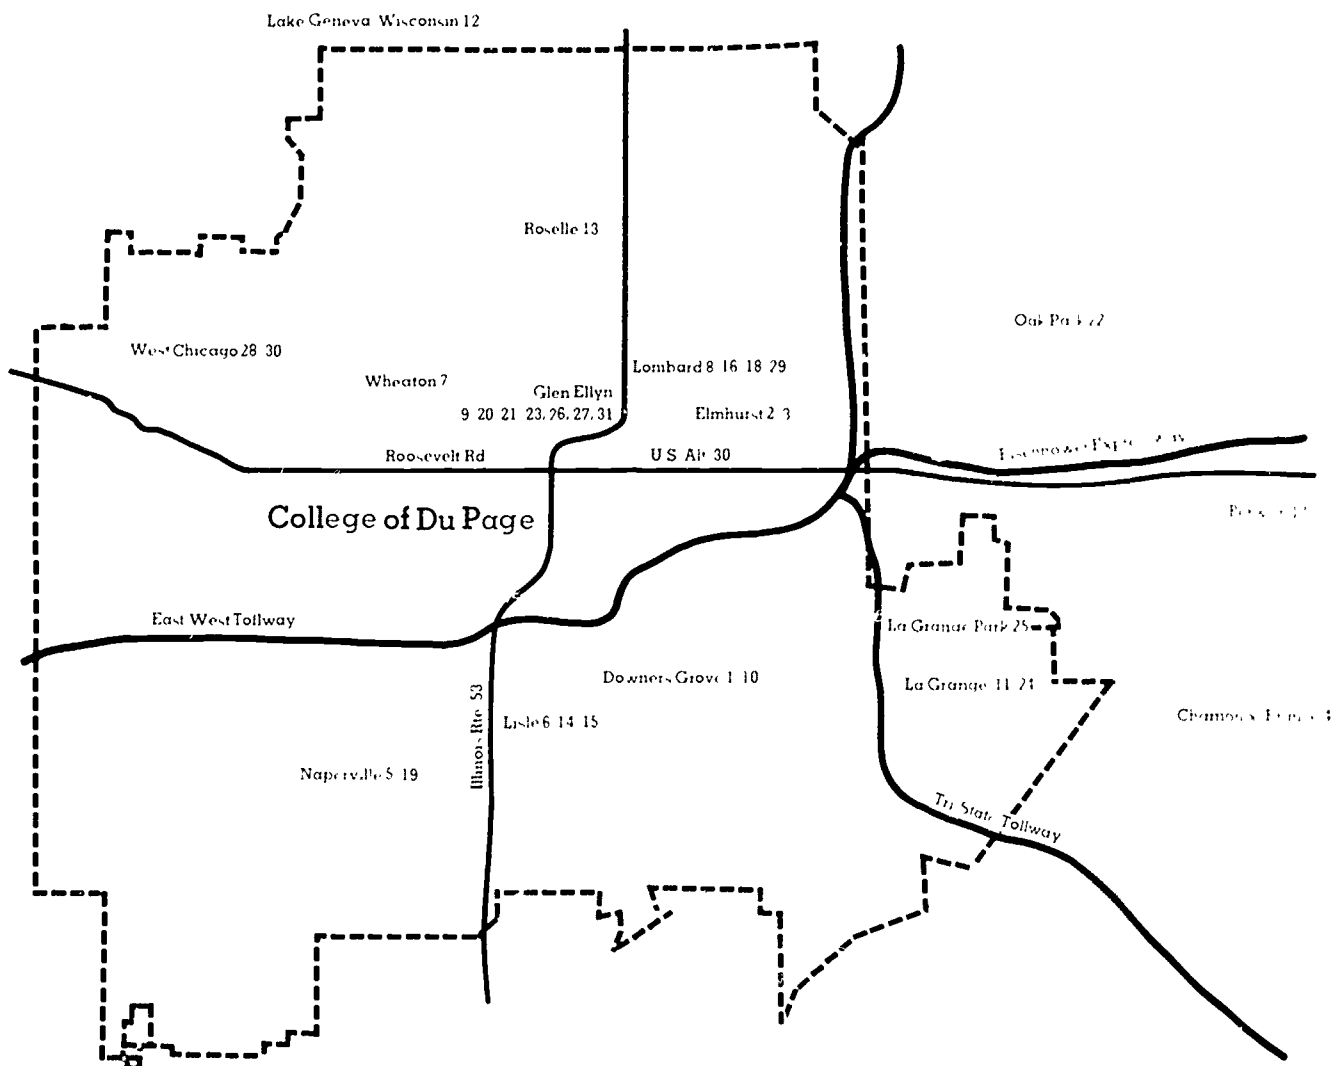 Lake Geneva Wisconsin 12
Roselle 13
Oak Park 22
West Chicago 28 30
Lombard 8 16 18 29
Wheaton 7
Glen Ellyn
9 20 21 23, 26, 27, 31
Elmhurst 2 3
Roosevelt Rd
U S Alt 30
Eisenhower
College of Du Page
East West Tollway
La Grange Park 25
Downers Grove 1 10
La Grange 11 24
Illinois Rte 53
Lisle 6 14 15
Naperville 5 19
Tri State Tollway